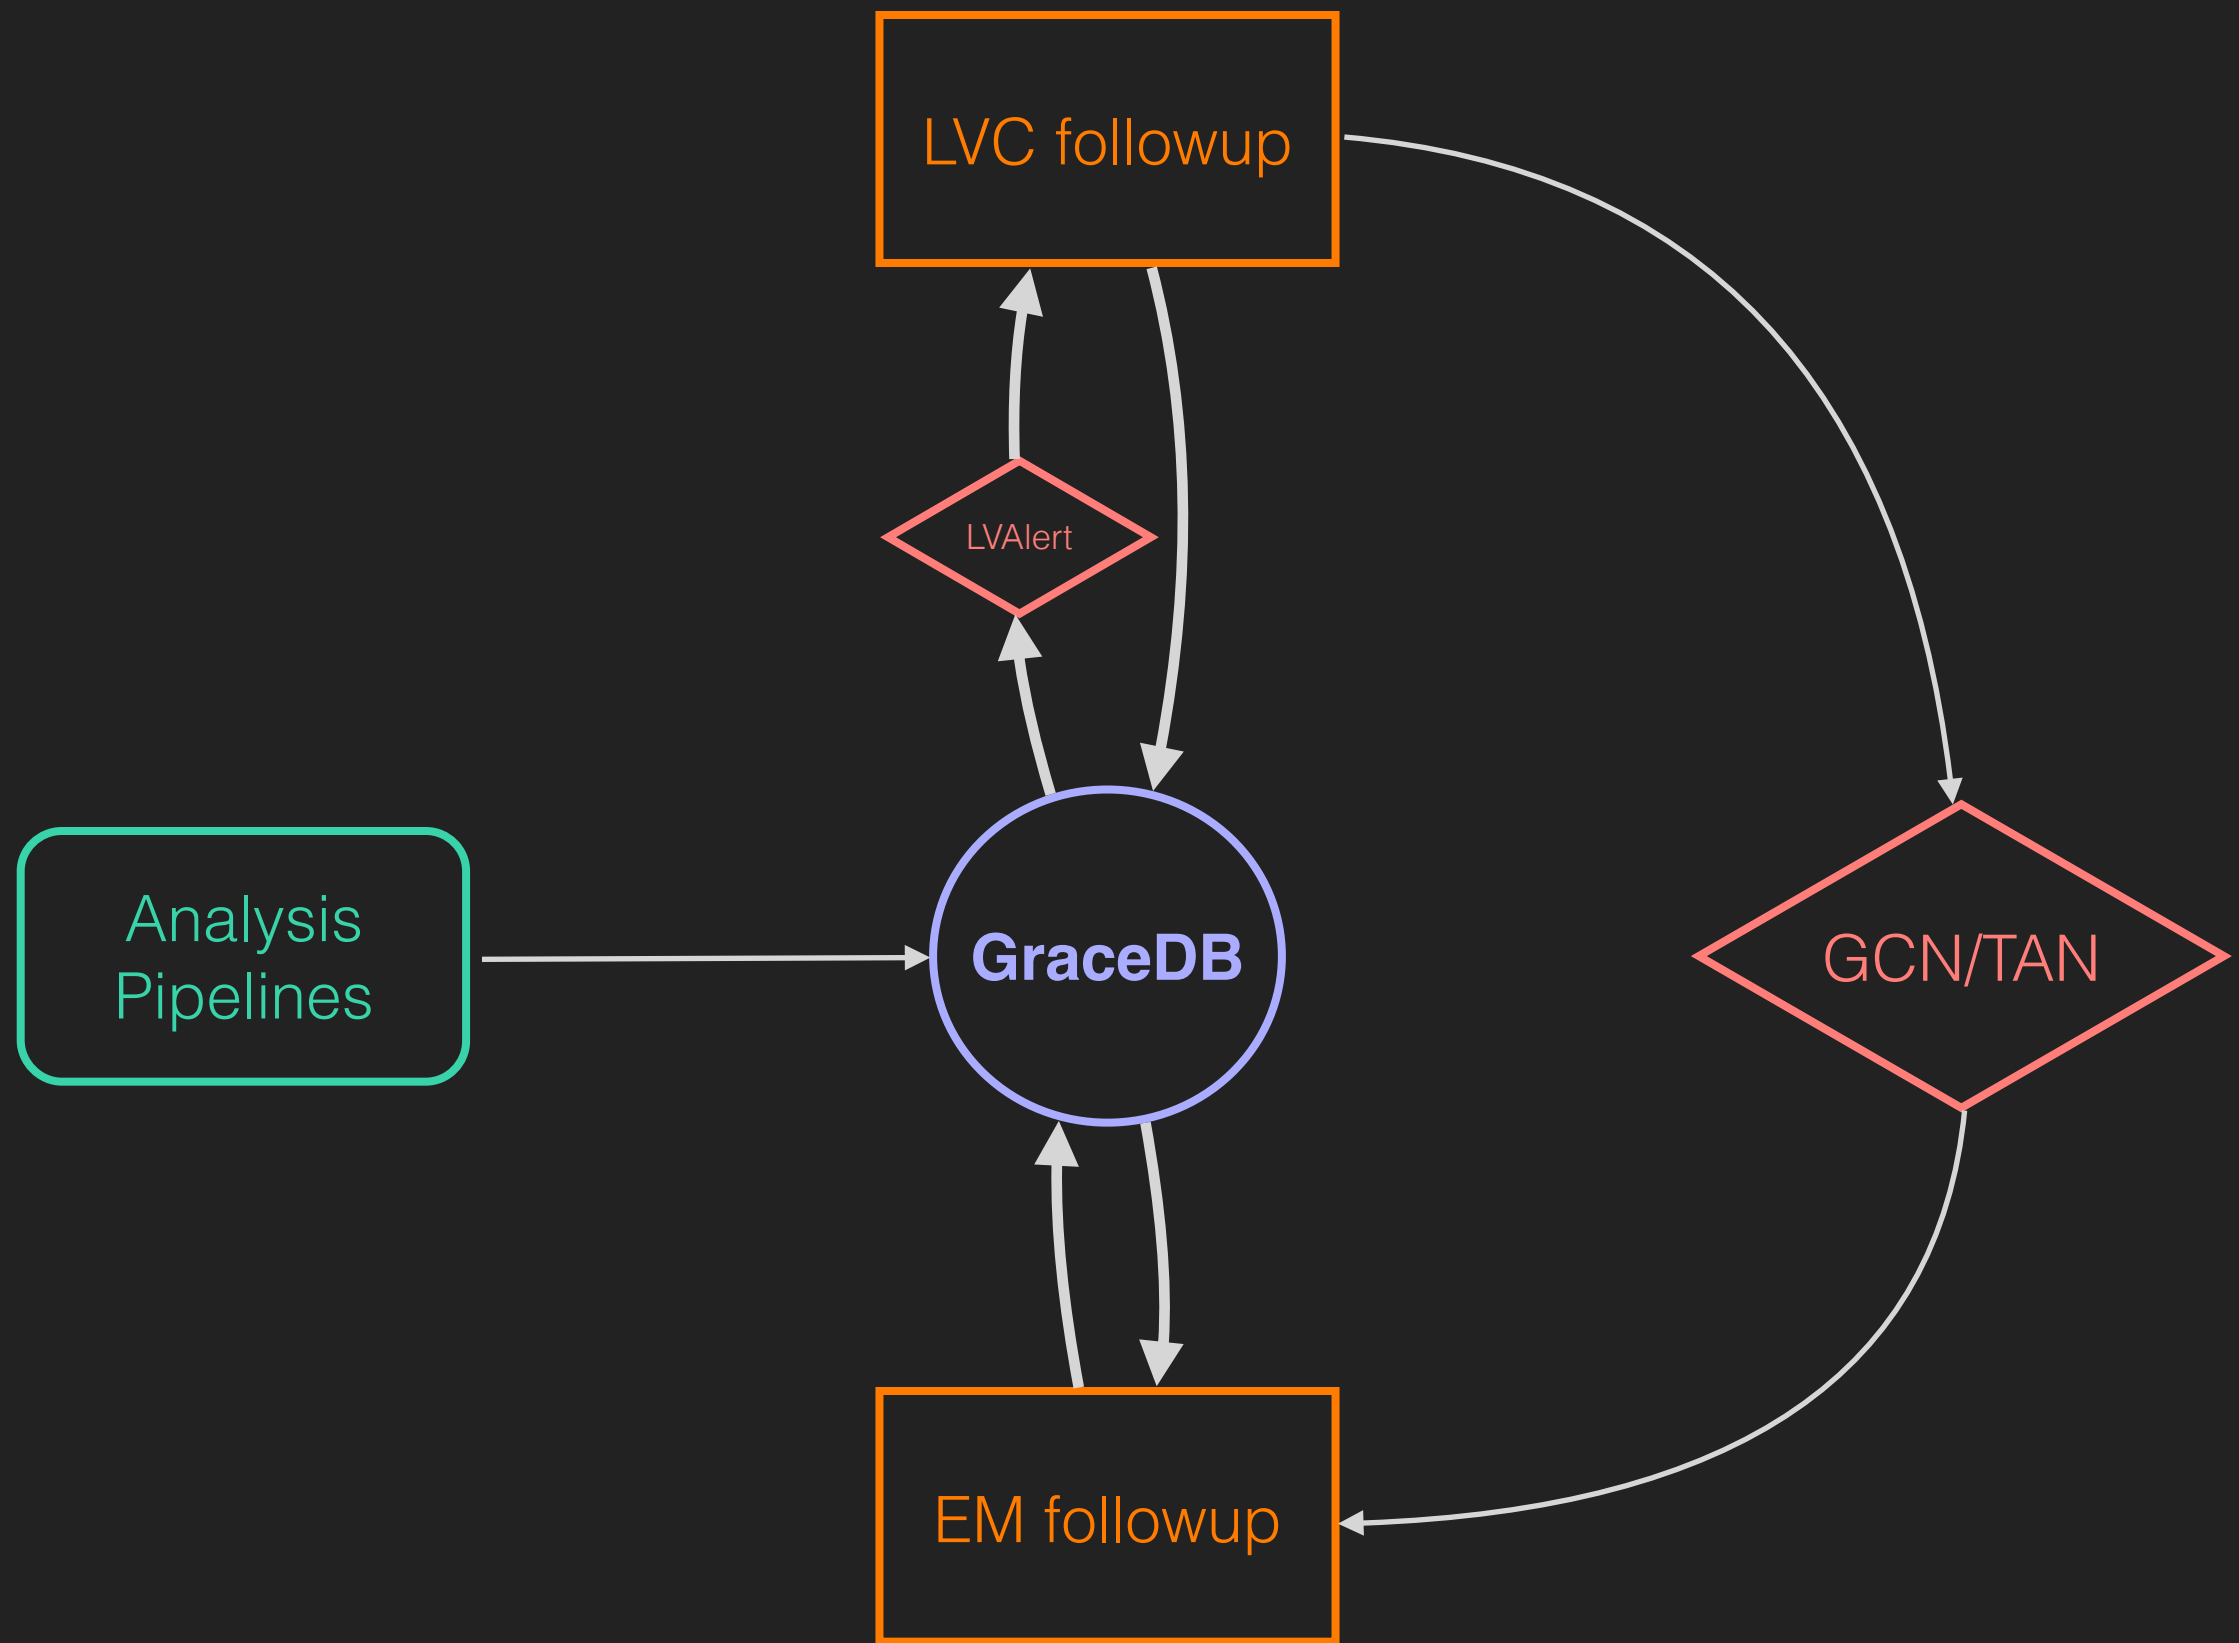 LVC followup
LVAlert
Analysis
Pipelines
GraceDB
GCN/TAN
EM followup